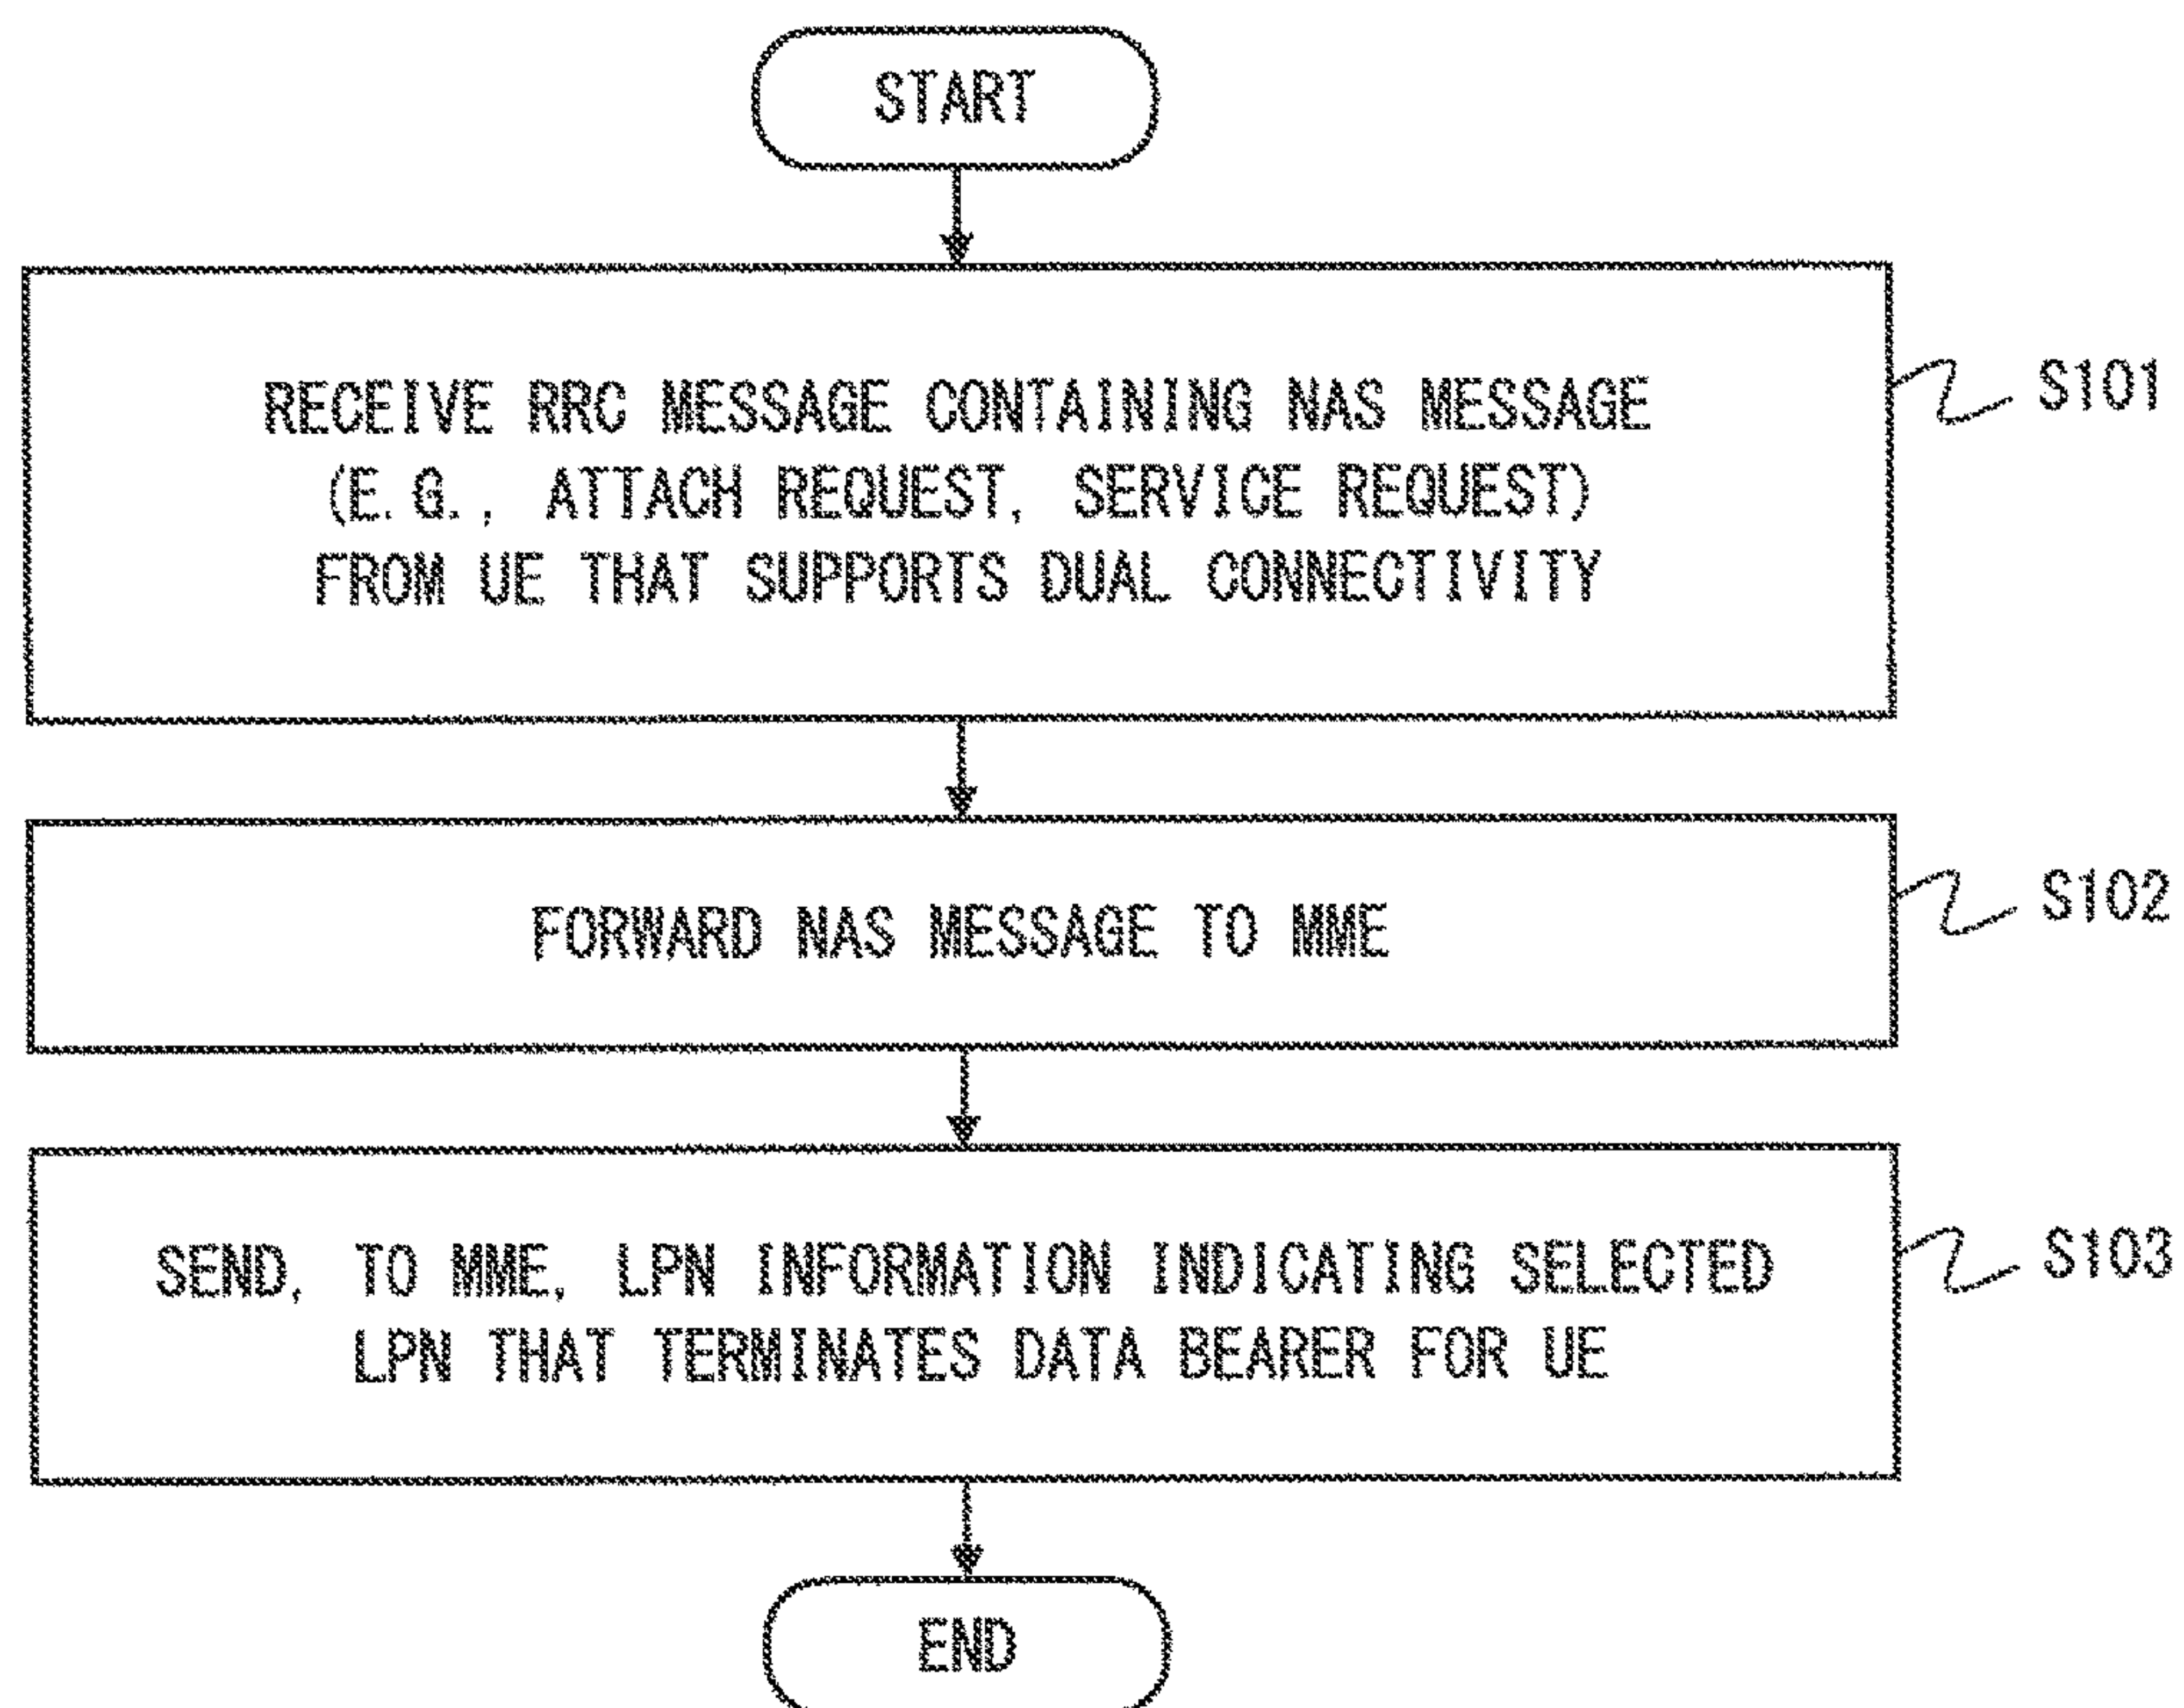 START
RECEIVE RRC MESSAGE CONTAINING NAS MESSAGE
(E.G., ATTACH REQUEST, SERVICE REQUEST)
FROM UE THAT SUPPORTS DUAL CONNECTIVITY
S101
FORWARD NAS MESSAGE TO MME
S102
SEND, TO MME, LPN INFORMATION INDICATING SELECTED
LPN THAT TERMINATES DATA BEARER FOR UE
S103
END